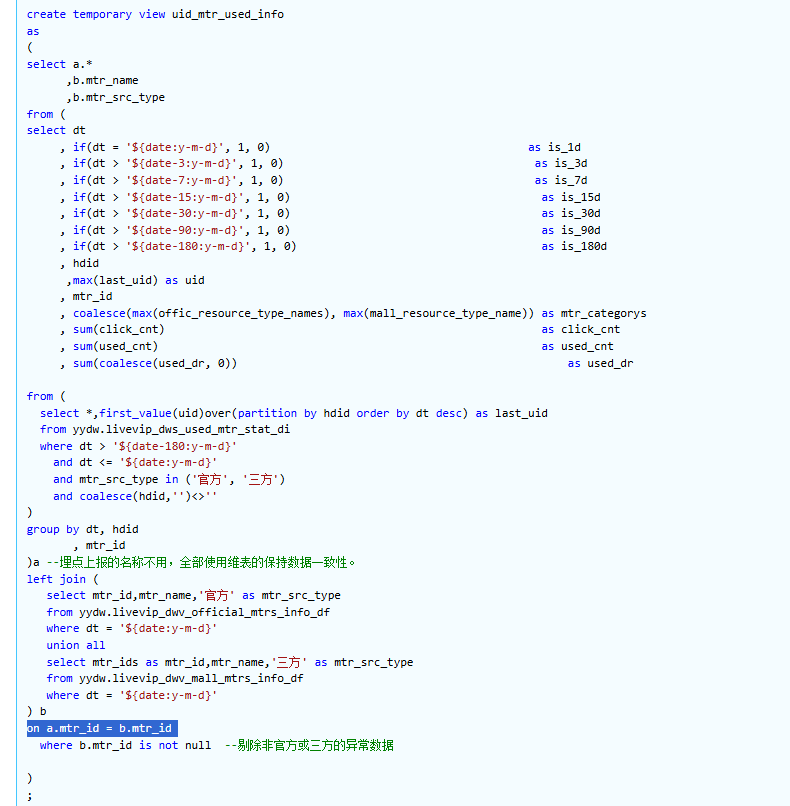 create temporary view uid_mtr_used_info
as
(
select a.*
,b.mtr_name
,b.mtr_src_type
from (
select dt
, if(dt = '${date:y-m-d}', 1, 0) as is_1d
, if(dt > '${date-3:y-m-d}', 1, 0) as is_3d
, if(dt > '${date-7:y-m-d}', 1, 0) as is_7d
, if(dt > '${date-15:y-m-d}', 1, 0) as is_15d
, if(dt > '${date-30:y-m-d}', 1, 0) as is_30d
, if(dt > '${date-90:y-m-d}', 1, 0) as is_90d
, if(dt > '${date-180:y-m-d}', 1, 0) as is_180d
, hdid
,max(last_uid) as uid
, mtr_id
, coalesce(max(offic_resource_type_names), max(mall_resource_type_name)) as mtr_categorys
, sum(click_cnt) as click_cnt
, sum(used_cnt) as used_cnt
, sum(coalesce(used_dr, 0)) as used_dr
from (
select *,first_value(uid)over(partition by hdid order by dt desc) as last_uid
from yydw.livevip_dws_used_mtr_stat_di
where dt > '${date-180:y-m-d}'
and dt <= '${date:y-m-d}'
and mtr_src_type in ('官方', '三方')
and coalesce(hdid,'')<>''
)
group by dt, hdid
, mtr_id
)a --埋点上报的名称不用，全部使用维表的保持数据一致性。
left join (
select mtr_id,mtr_name,'官方' as mtr_src_type
from yydw.livevip_dwv_official_mtrs_info_df
where dt = '${date:y-m-d}'
union all
select mtr_ids as mtr_id,mtr_name,'三方' as mtr_src_type
from yydw.livevip_dwv_mall_mtrs_info_df
where dt = '${date:y-m-d}'
) b
on a.mtr_id = b.mtr_id
where b.mtr_id is not null --剔除非官方或三方的异常数据
)
;